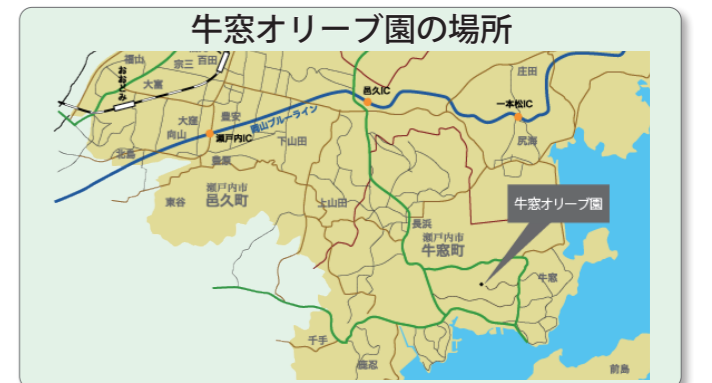 牛窓オリーブ園の場所
福山
宗三
百田
おおどみ
大富
庄田
邑久IC
一本松IC
大窪
豊安
岡山ブルーライン
向山
瀬戸内IC
下山田
尻海
北島
豊原
瀬戸内市
邑久町
東谷
上山田
牛窓オリーブ園
長浜
瀬戸内市
牛窓町
牛窓
千手
鹿忍
前島